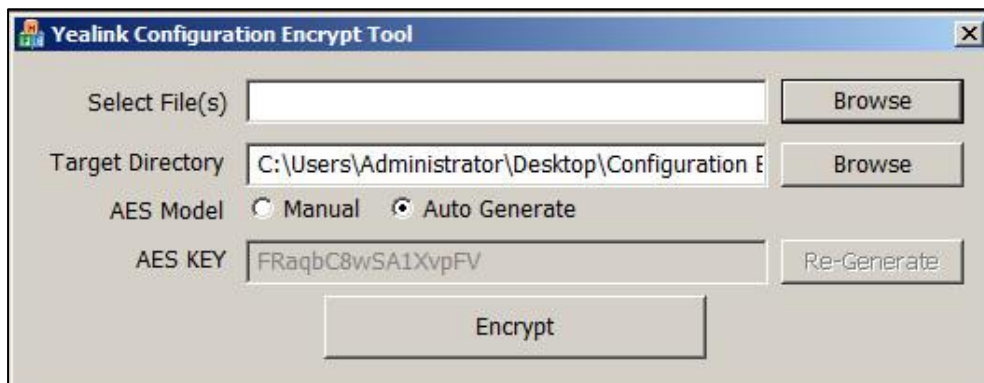 Yealink Configuration Encrypt Tool
Select File(s) Browse
Target Directory C:\Users\Administrator\Desktop\Configuration E Browse
AES Model Manual Auto Generate
AES KEY FRaqbC8wSA1XvpFV Re-Generate
Encrypt